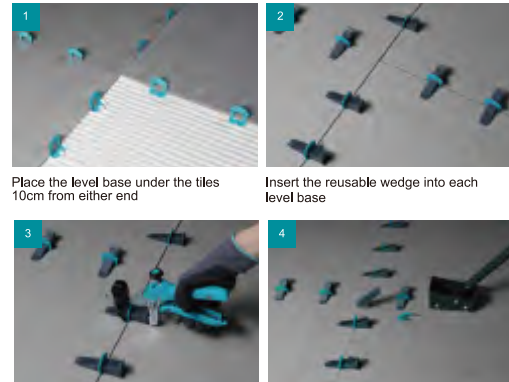 1
2
Place the level base under the tiles
10cm from either end
Insert the reusable wedge into each
level base
3
4